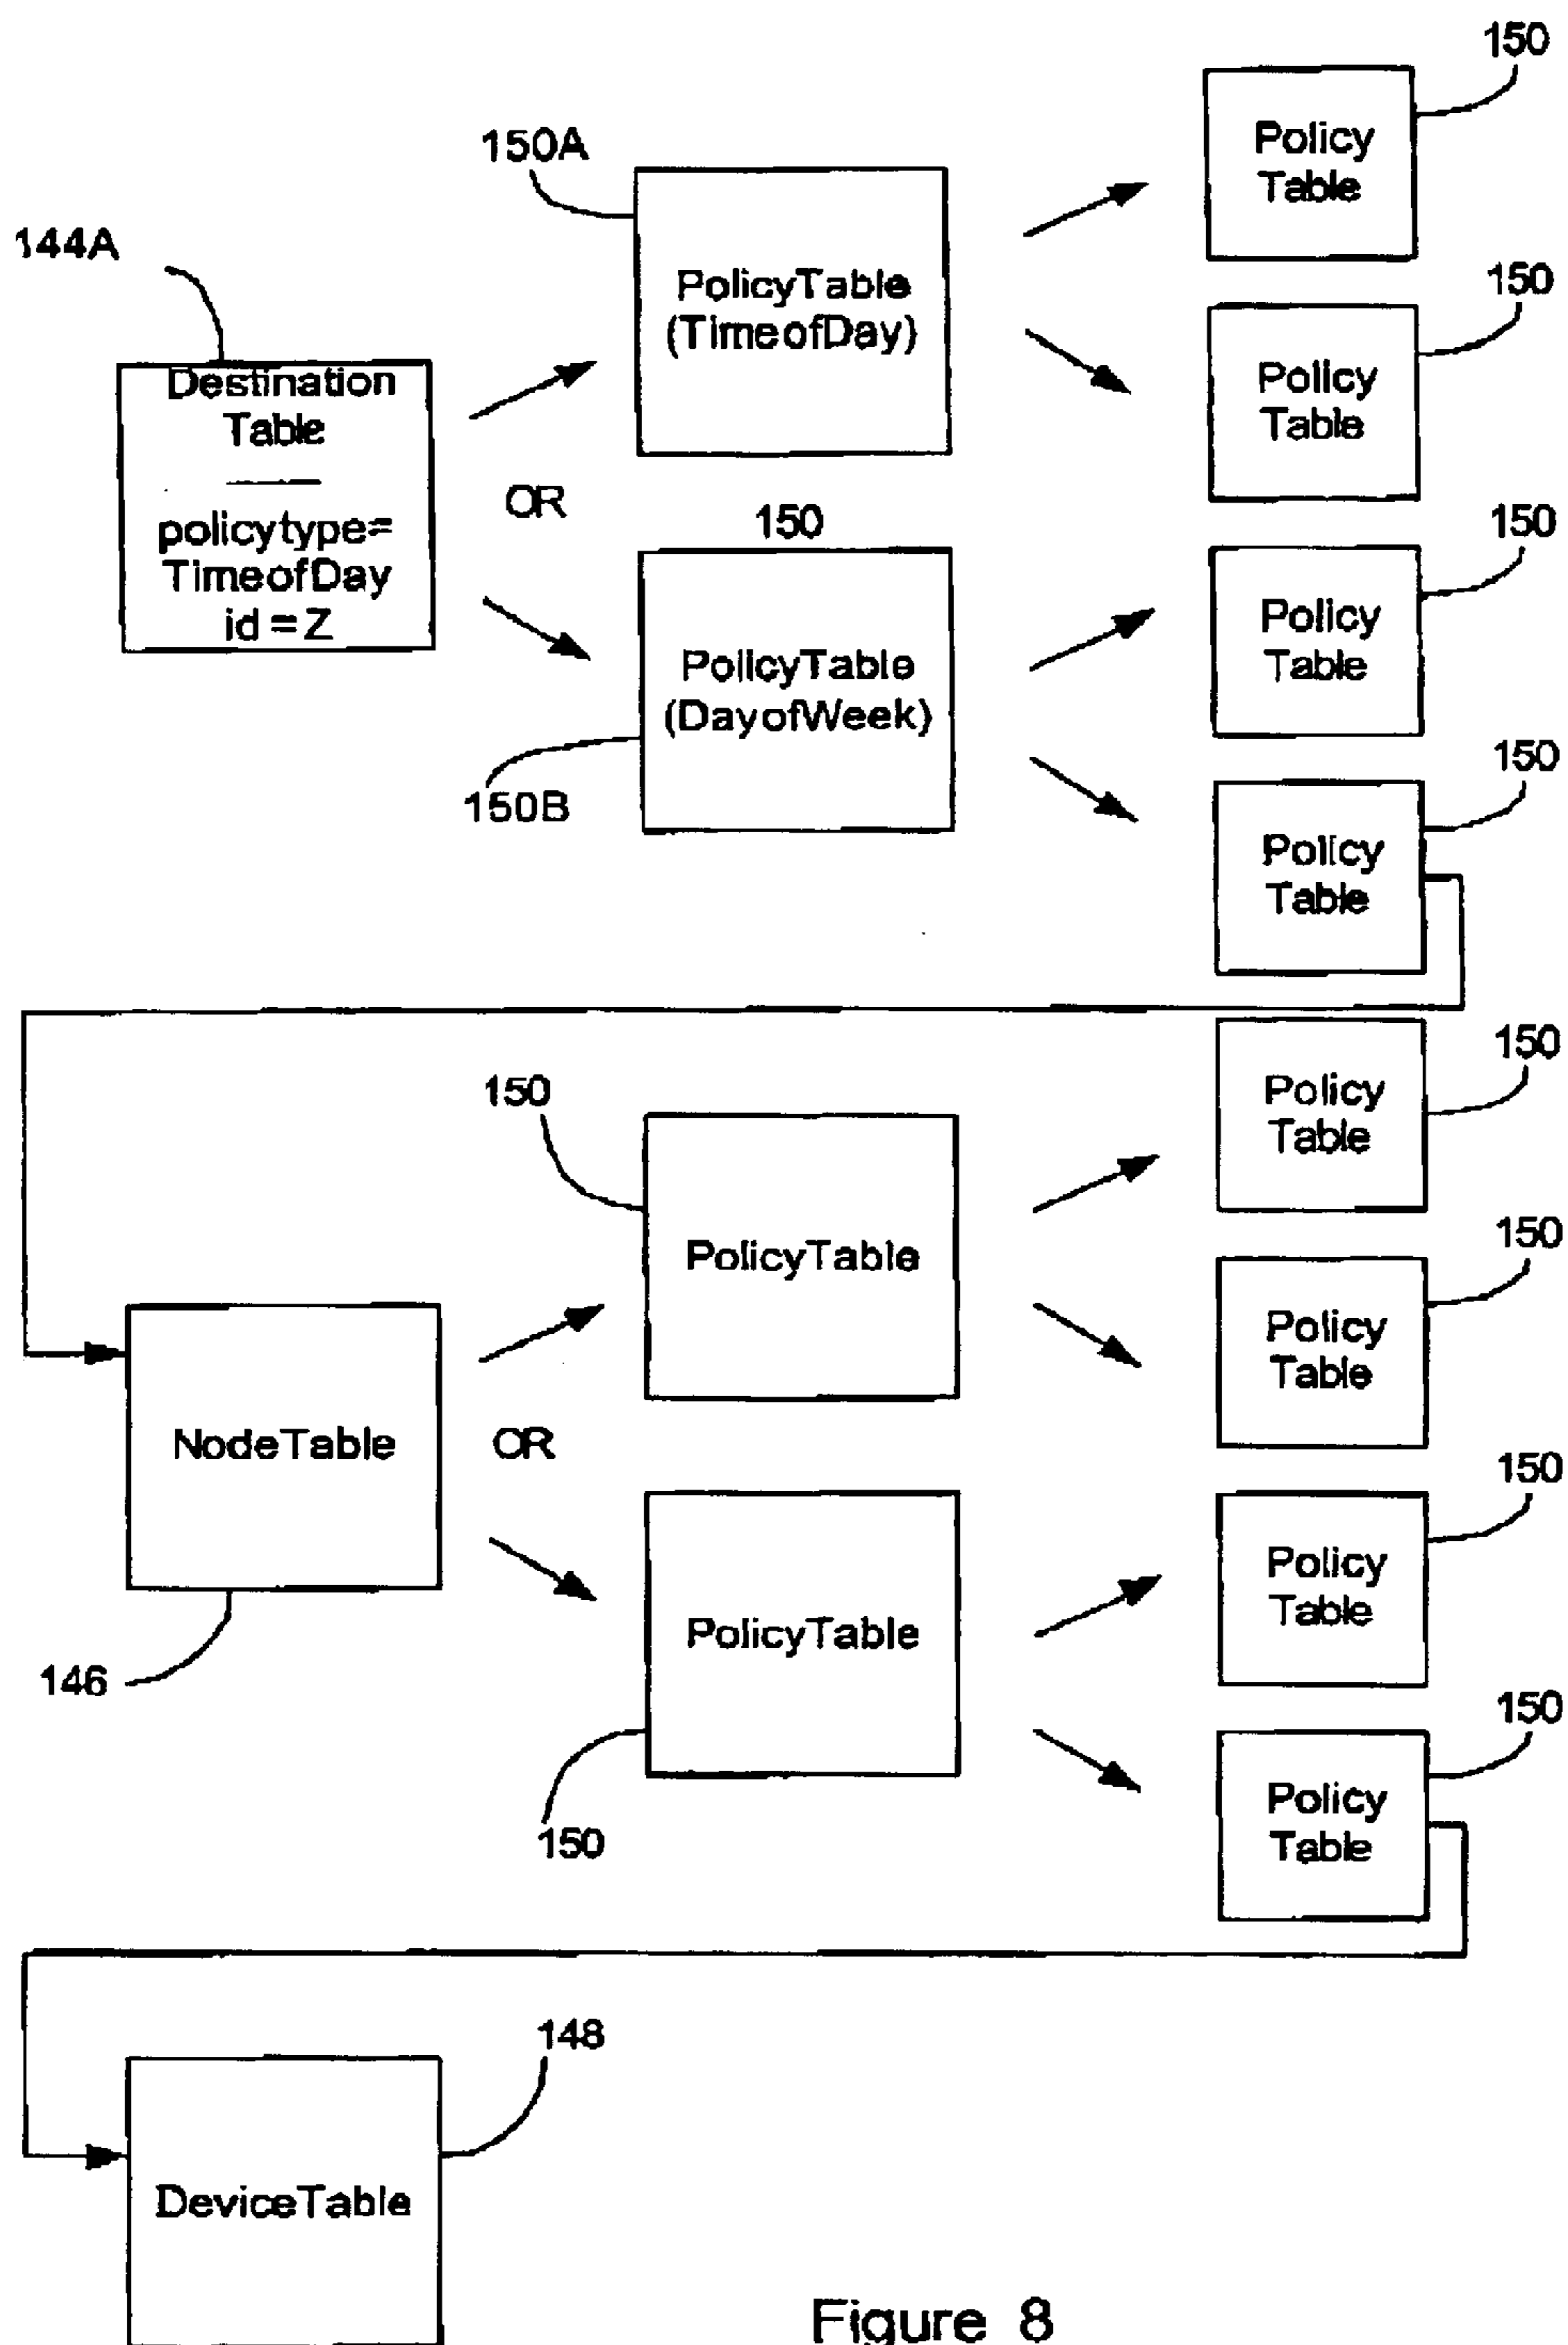 150
Policy
Table
150A
PolicyTable
(TimeofDay)
144A
Destination
Table
policytype=
TimeofDay
id = Z
OR
150
Policy
Table
150
PolicyTable
(DayofWeek)
150B
150
Policy
Table
150
Policy
Table
150
Policy
Table
150
PolicyTable
NodeTable
146
OR
150
Policy
Table
PolicyTable
150
150
Policy
Table
150
Policy
Table
148
DeviceTable
Figure 8